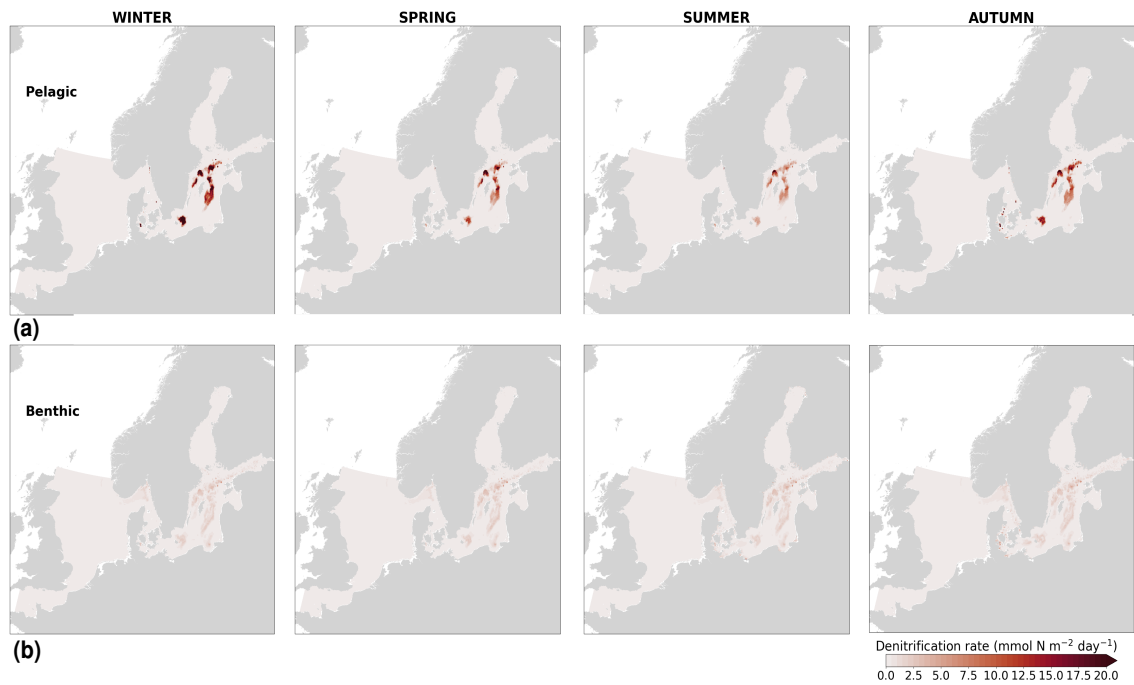 WINTER SPRING SUMMER AUTUMN
Pelagic
(a)
Benthic
(b)
Denitrification rate (mmol N m⁻² day⁻¹)
0.0 2.5 5.0 7.5 10.0 12.5 15.0 17.5 20.0